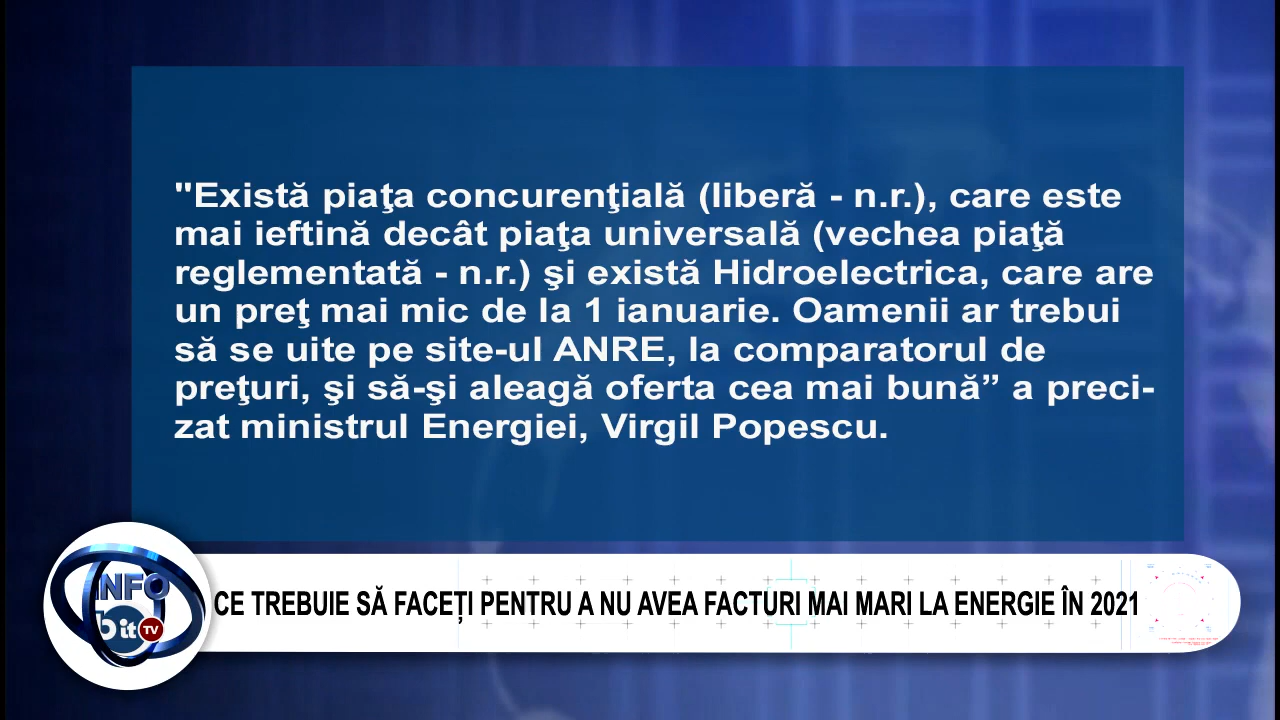 "Există piaţa concurenţială (liberă - n.r.), care este
mai ieftină decât piaţa universală (vechea piaţă
reglementată - n.r.) şi există Hidroelectrica, care are
un preţ mai mic de la 1 ianuarie. Oamenii ar trebui
să se uite pe site-ul ANRE, la comparatorul de
preţuri, şi să-şi aleagă oferta cea mai bună” a preci-
zat ministrul Energiei, Virgil Popescu.
INFO
bit TV
CE TREBUIE SĂ FACEȚI PENTRU A NU AVEA FACTURI MAI MARI LA ENERGIE ÎN 2021